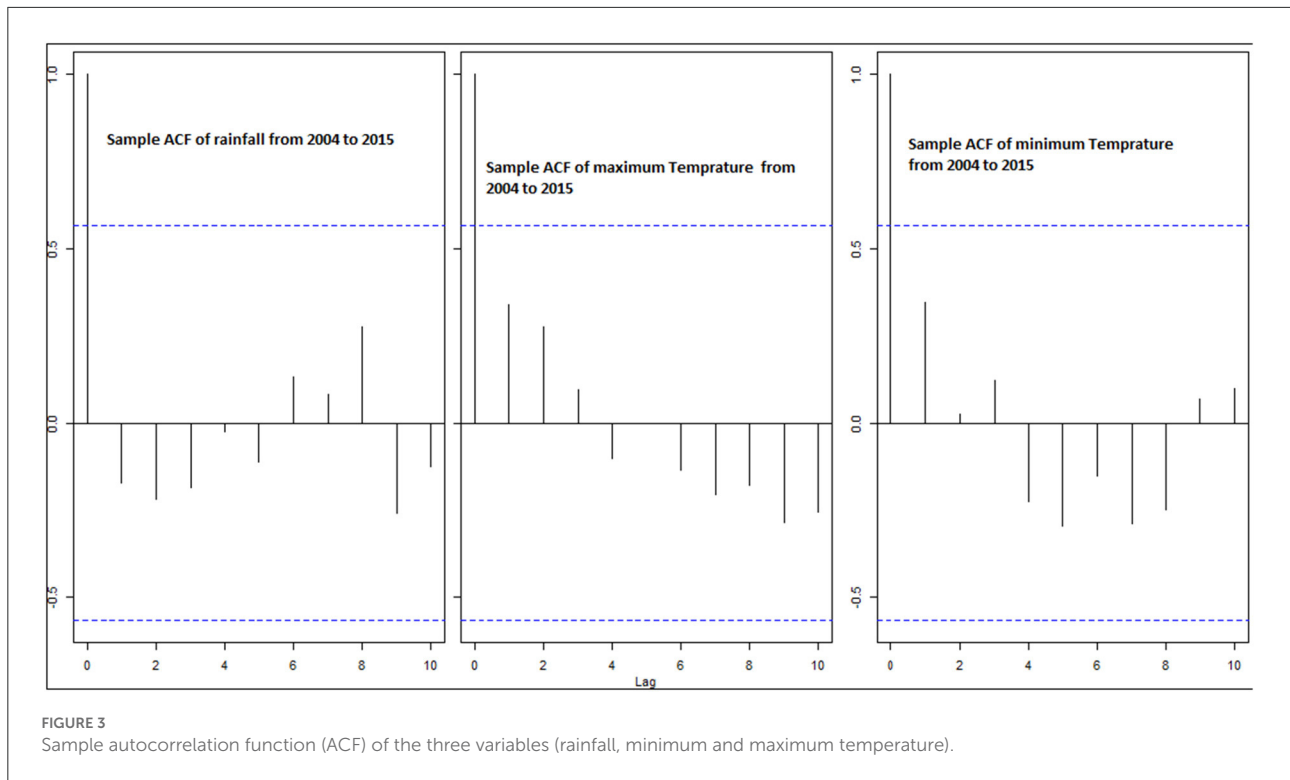 1.0
0.5
0.0
-0.5
Sample ACF of rainfall from 2004 to 2015
0 2 4 6 8 10
Sample ACF of maximum Temprature from
2004 to 2015
0 2 4 6 8 10
Lag
1.0
0.5
0.0
-0.5
Sample ACF of minimum Temprature
from 2004 to 2015
0 2 4 6 8 10
FIGURE 3
Sample autocorrelation function (ACF) of the three variables (rainfall, minimum and maximum temperature).